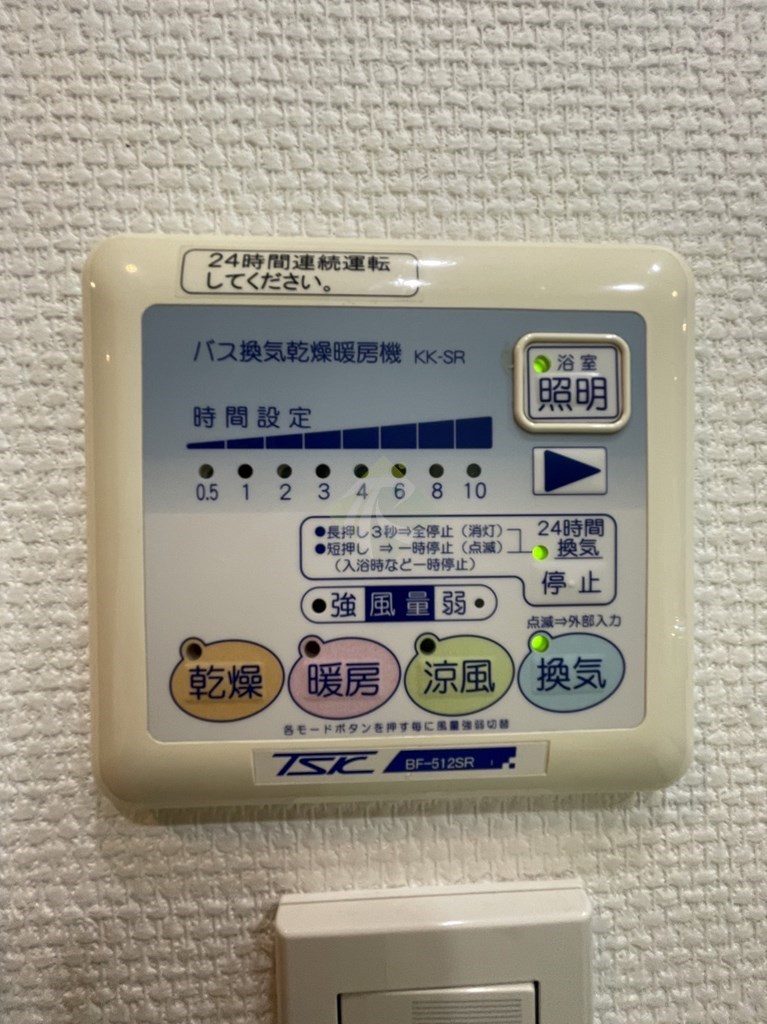 24時間連続運転
してください。
バス換気乾燥暖房機 KK-SR
浴室
照明
時間設定
0.5 1 2 3 4 6 8 10
●長押し3秒⇒全停止（消灯）
●短押し ⇒一時停止（点滅）
（入浴時など一時停止）
24時間
換気
停止
強 風量 弱
点滅⇒外部入力
乾燥 暖房 涼風 換気
各モードボタンを押す毎に風量強弱切替
TSK BF-512SR